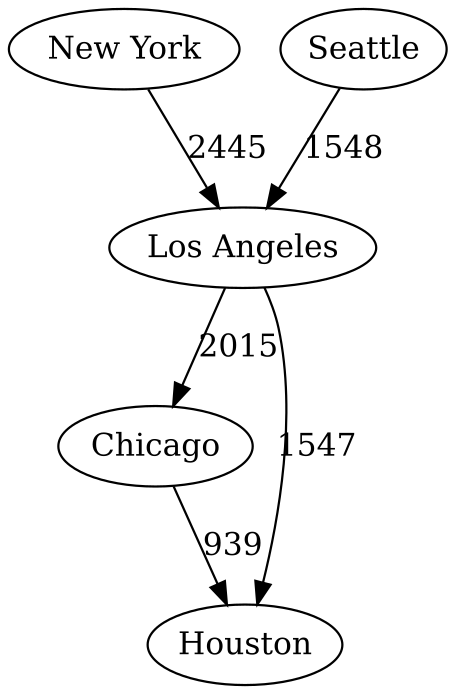 New York
Seattle
2445
1548
Los Angeles
2015
Chicago
1547
939
Houston